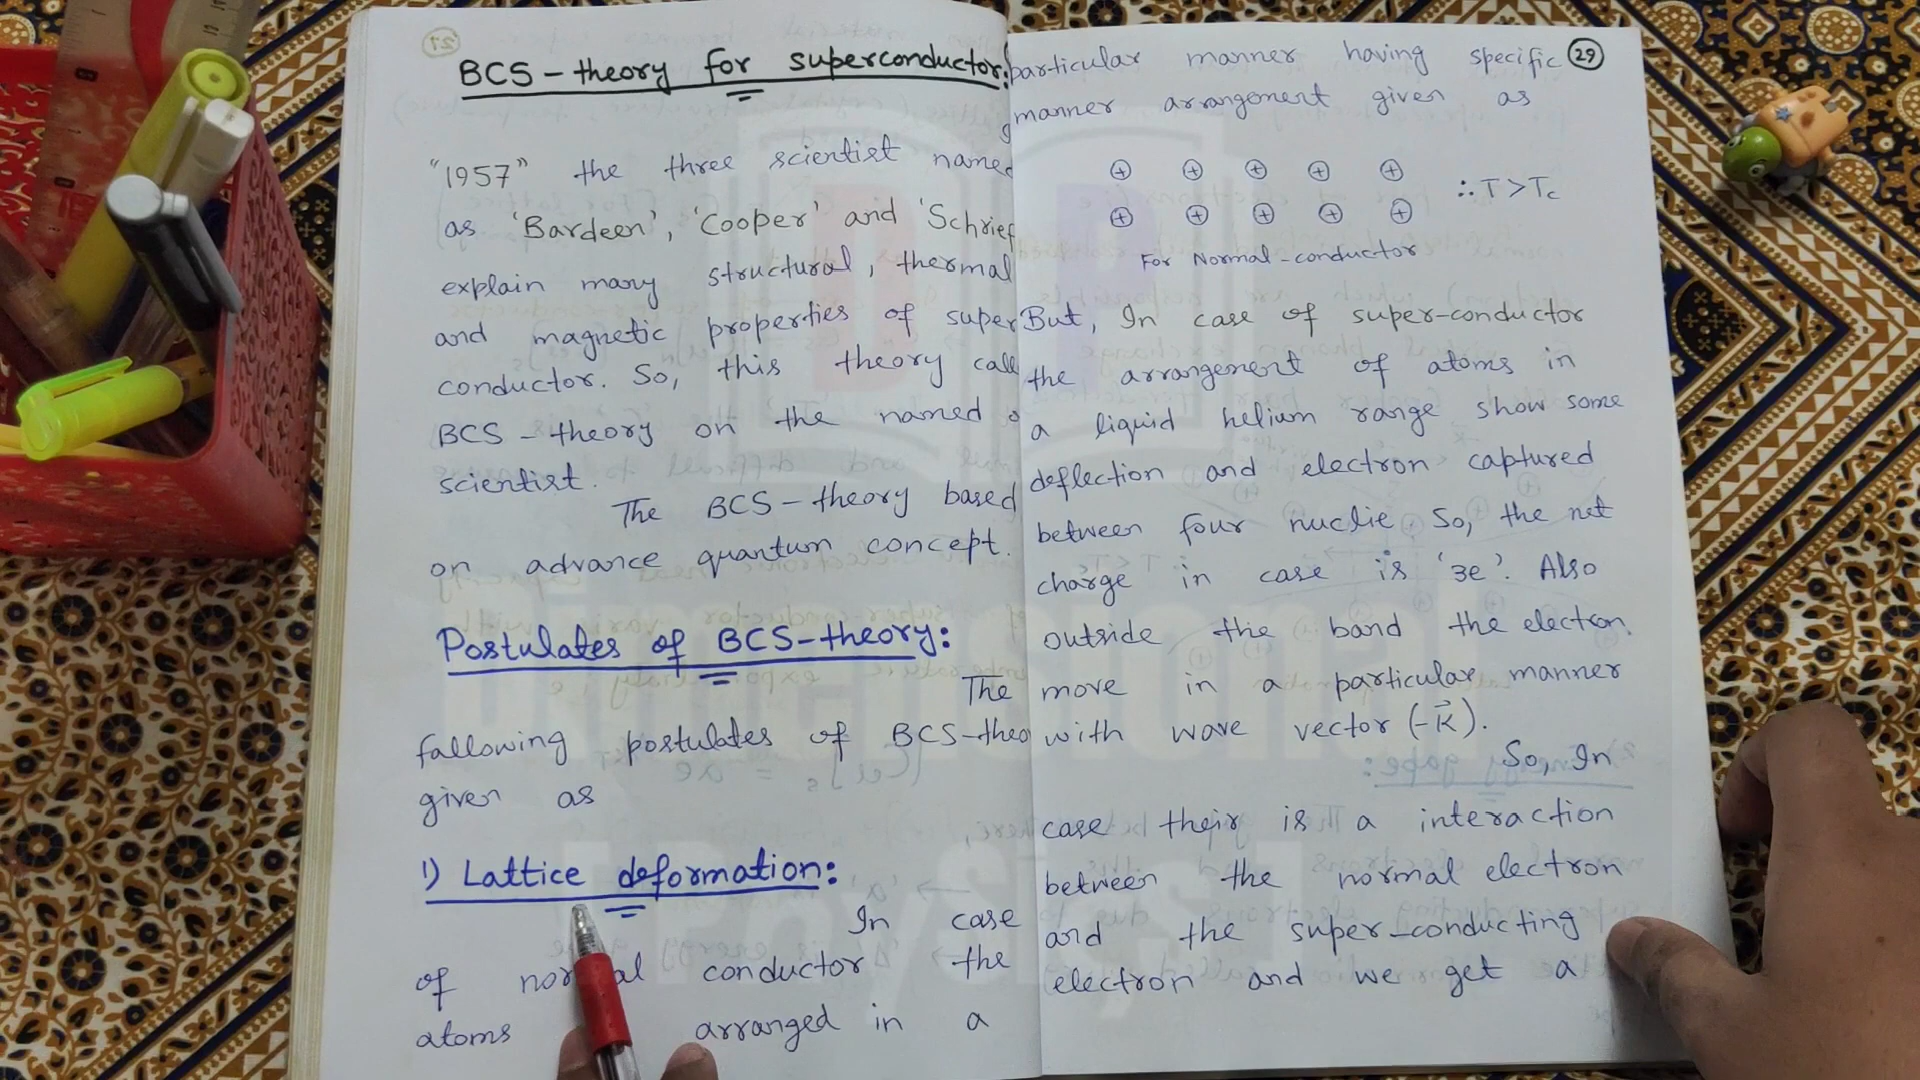 BCS-theory for superconductor:
"1957" the three scientist named
as 'Bardeen', 'Cooper' and 'Schrief
explain many structural, thermal
and magnetic properties of super
conductor. So, this theory call
BCS-theory on the named o
scientist.
The BCS-theory based
on advance quantum concept.
Postulates of BCS-theory:
The
following postulates of BCS-theo
given as
1) Lattice deformation:
In case
of normal conductor the
atoms arranged in a
29
particular manner having specific
manner arrangement given as
⊕ ⊕ ⊕ ⊕ ⊕
∴T>Tc
⊕ ⊕ ⊕ ⊕ ⊕
For Normal-conductor
But, In case of super-conductor
the arrangement of atoms in
a liquid helium range show some
deflection and electron captured
between four nuclie So, the net
charge in case is '3e'. Also
outside the band the electron.
move in a particular manner
with wave vector (-k⃗).
So, In
case their is a interaction
between the normal electron
and the super-conducting
electron and we get a
Dimensional
Physics